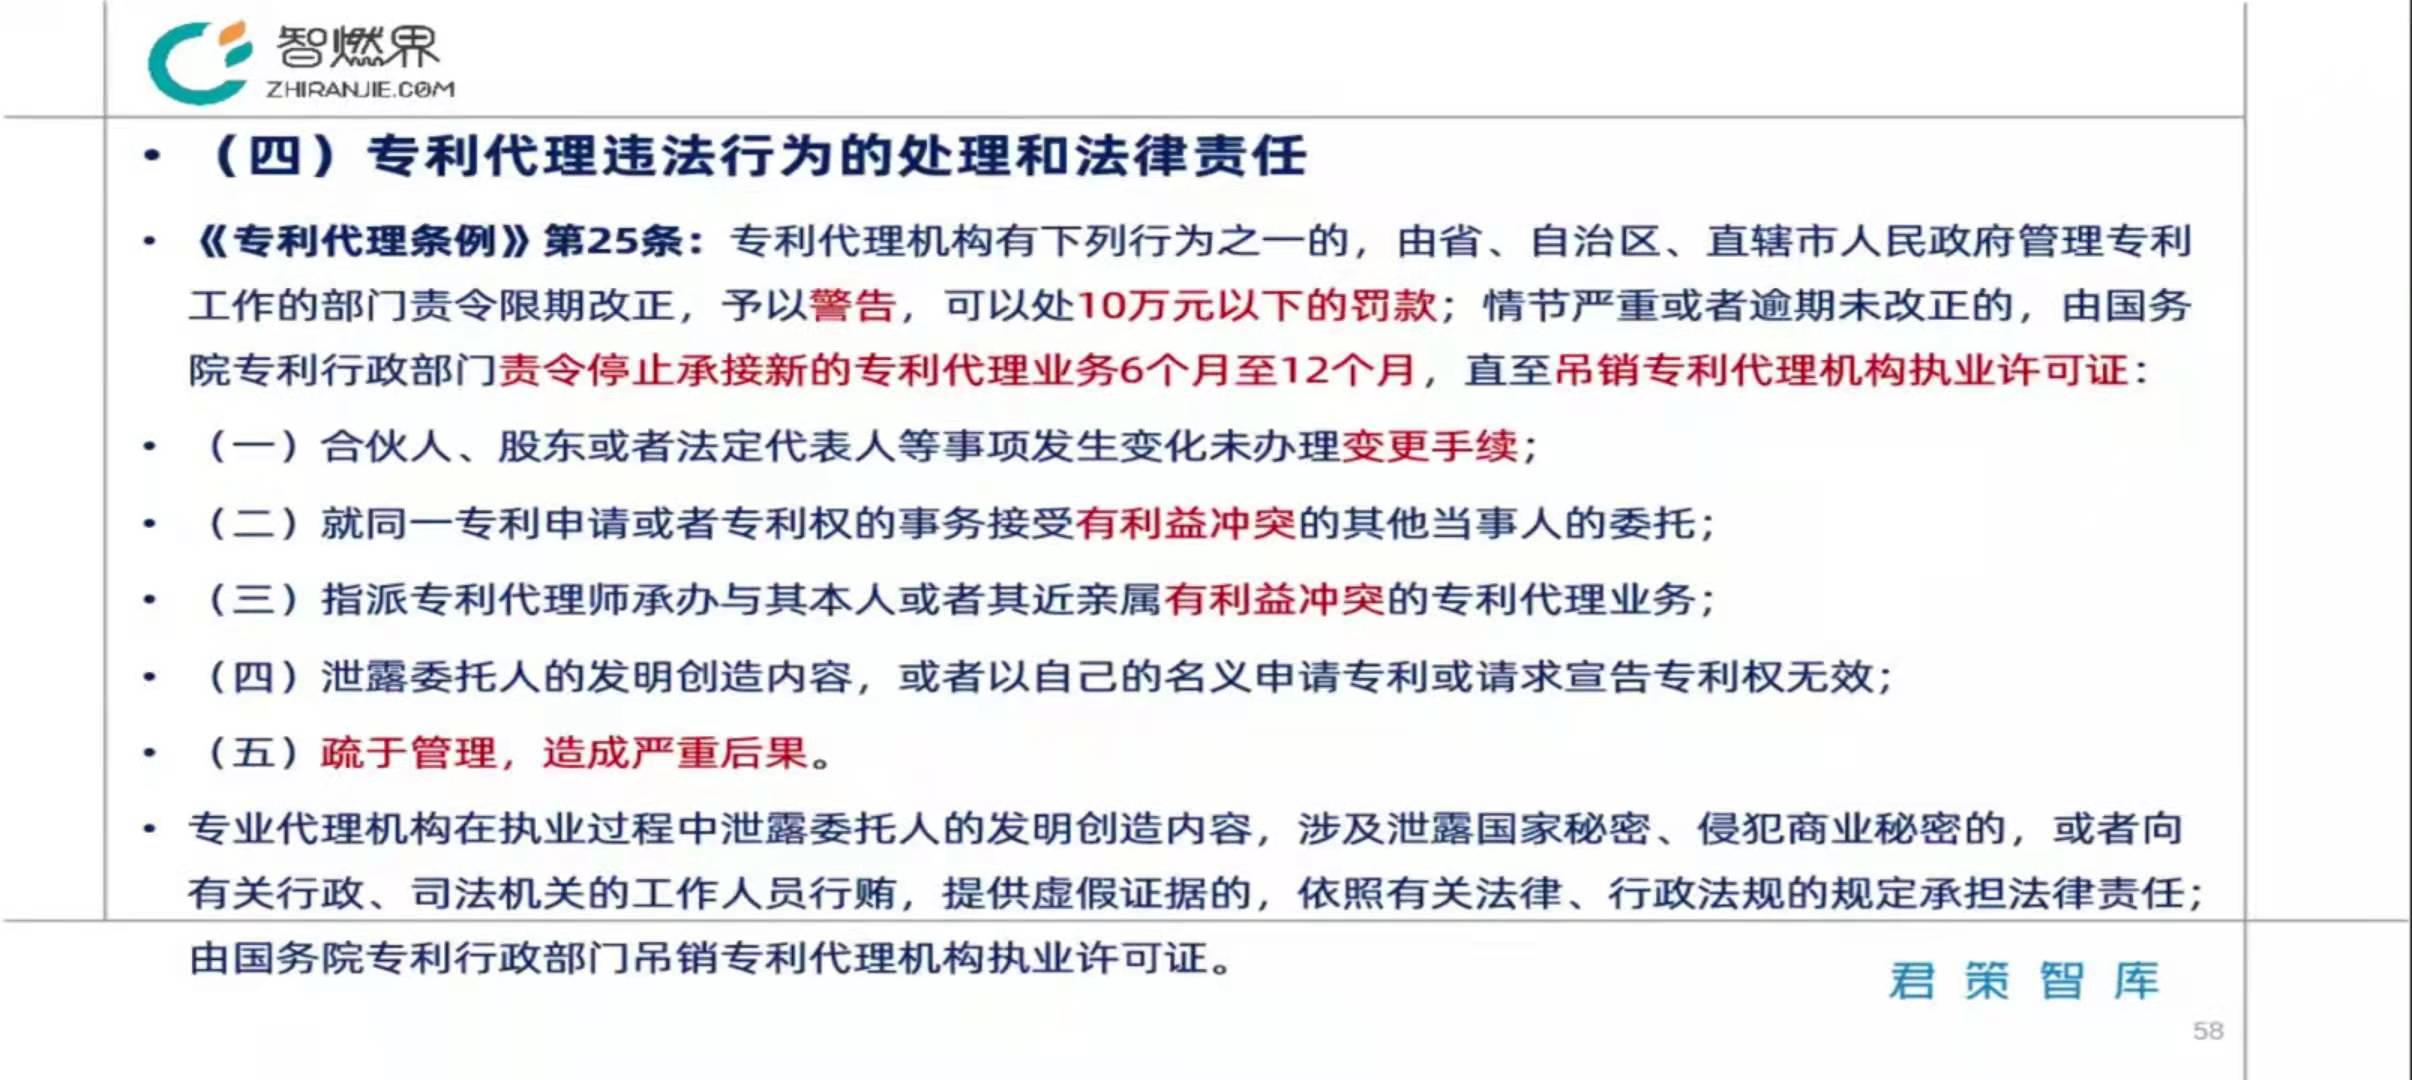 智燃界
ZHIRANJIE.COM
• （四）专利代理违法行为的处理和法律责任
• 《专利代理条例》第25条：专利代理机构有下列行为之一的，由省、自治区、直辖市人民政府管理专利
工作的部门责令限期改正，予以警告，可以处10万元以下的罚款；情节严重或者逾期未改正的，由国务
院专利行政部门责令停止承接新的专利代理业务6个月至12个月，直至吊销专利代理机构执业许可证：
• （一）合伙人、股东或者法定代表人等事项发生变化未办理变更手续；
• （二）就同一专利申请或者专利权的事务接受有利益冲突的其他当事人的委托；
• （三）指派专利代理师承办与其本人或者其近亲属有利益冲突的专利代理业务；
• （四）泄露委托人的发明创造内容，或者以自己的名义申请专利或请求宣告专利权无效；
• （五）疏于管理，造成严重后果。
• 专业代理机构在执业过程中泄露委托人的发明创造内容，涉及泄露国家秘密、侵犯商业秘密的，或者向
有关行政、司法机关的工作人员行贿，提供虚假证据的，依照有关法律、行政法规的规定承担法律责任；
由国务院专利行政部门吊销专利代理机构执业许可证。
君策智库
58